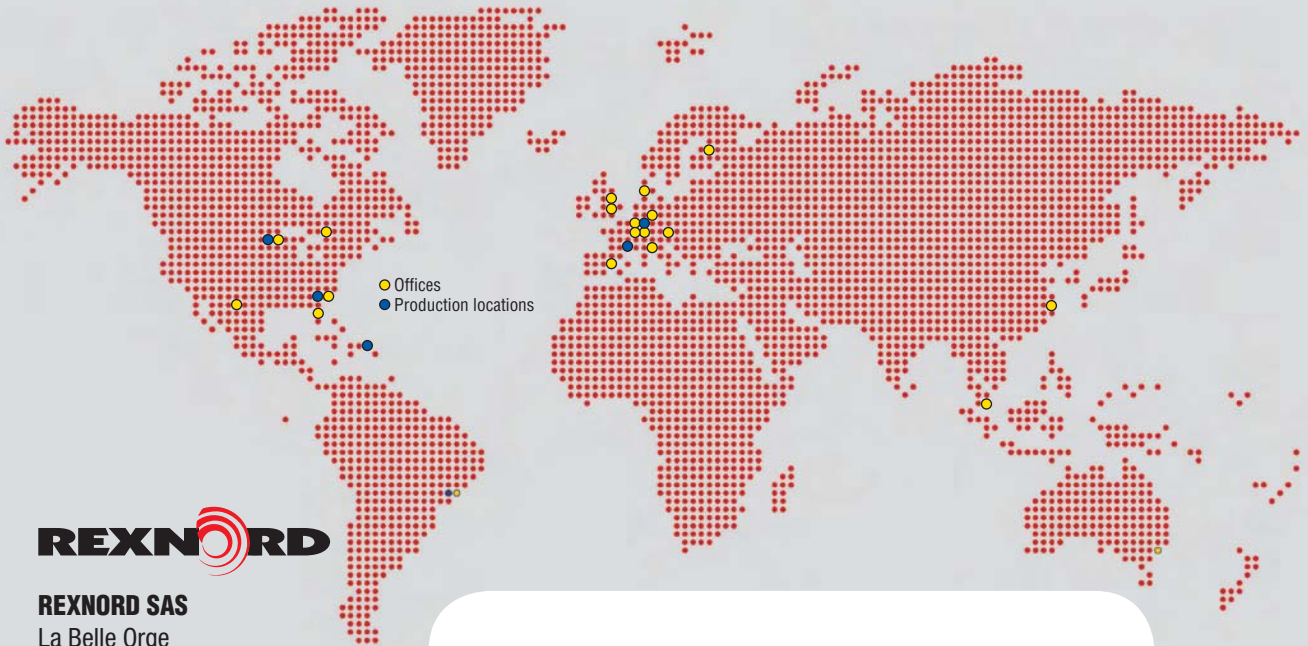 Offices
Production locations
REXNORD
REXNORD SAS
La Belle Orge